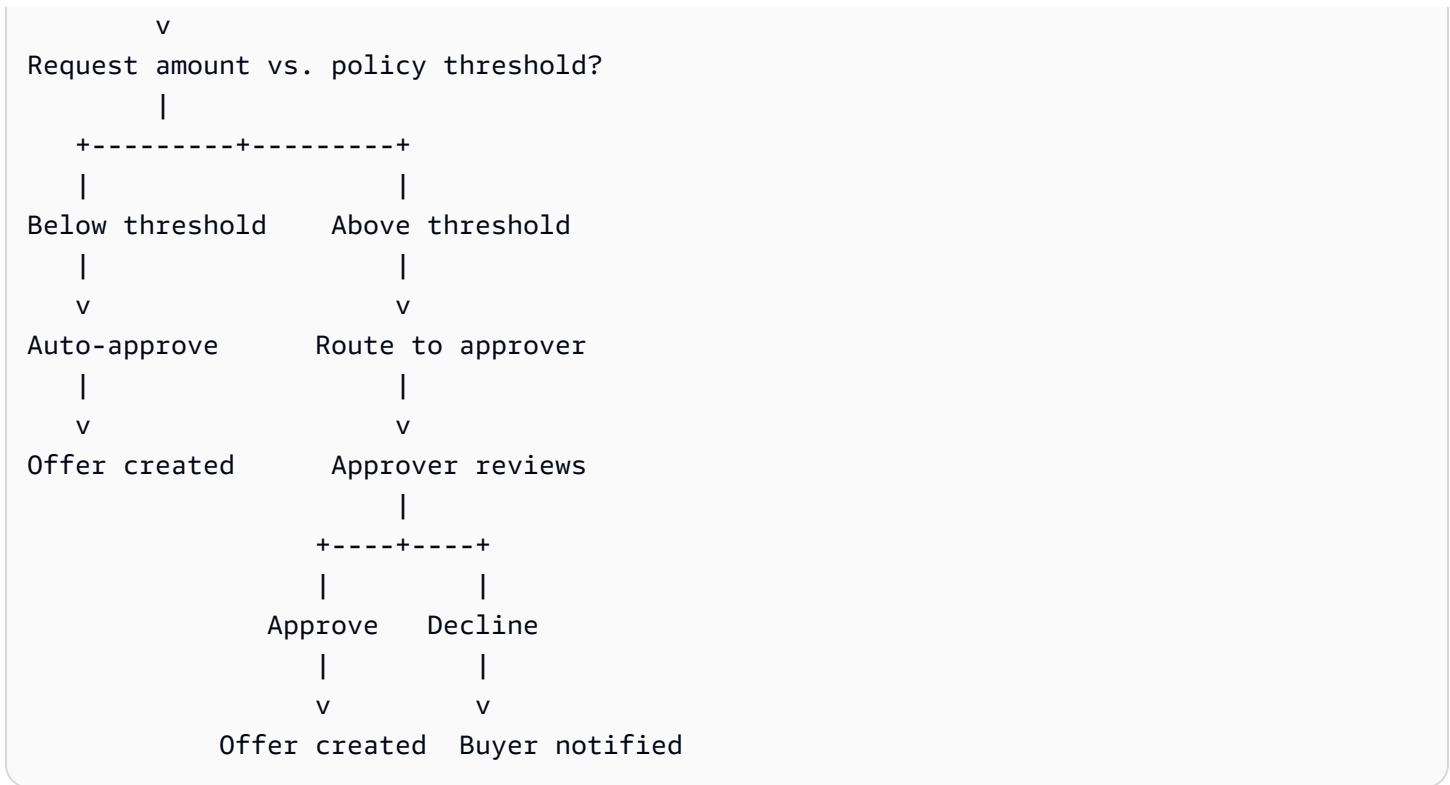 v
Request amount vs. policy threshold?
         |
   +---------+---------+
   |                   |
Below threshold    Above threshold
   |                   |
   v                   v
Auto-approve      Route to approver
   |                   |
   v                   v
Offer created      Approver reviews
                       |
                  +----+----+
                  |         |
               Approve   Decline
                  |         |
                  v         v
            Offer created  Buyer notified